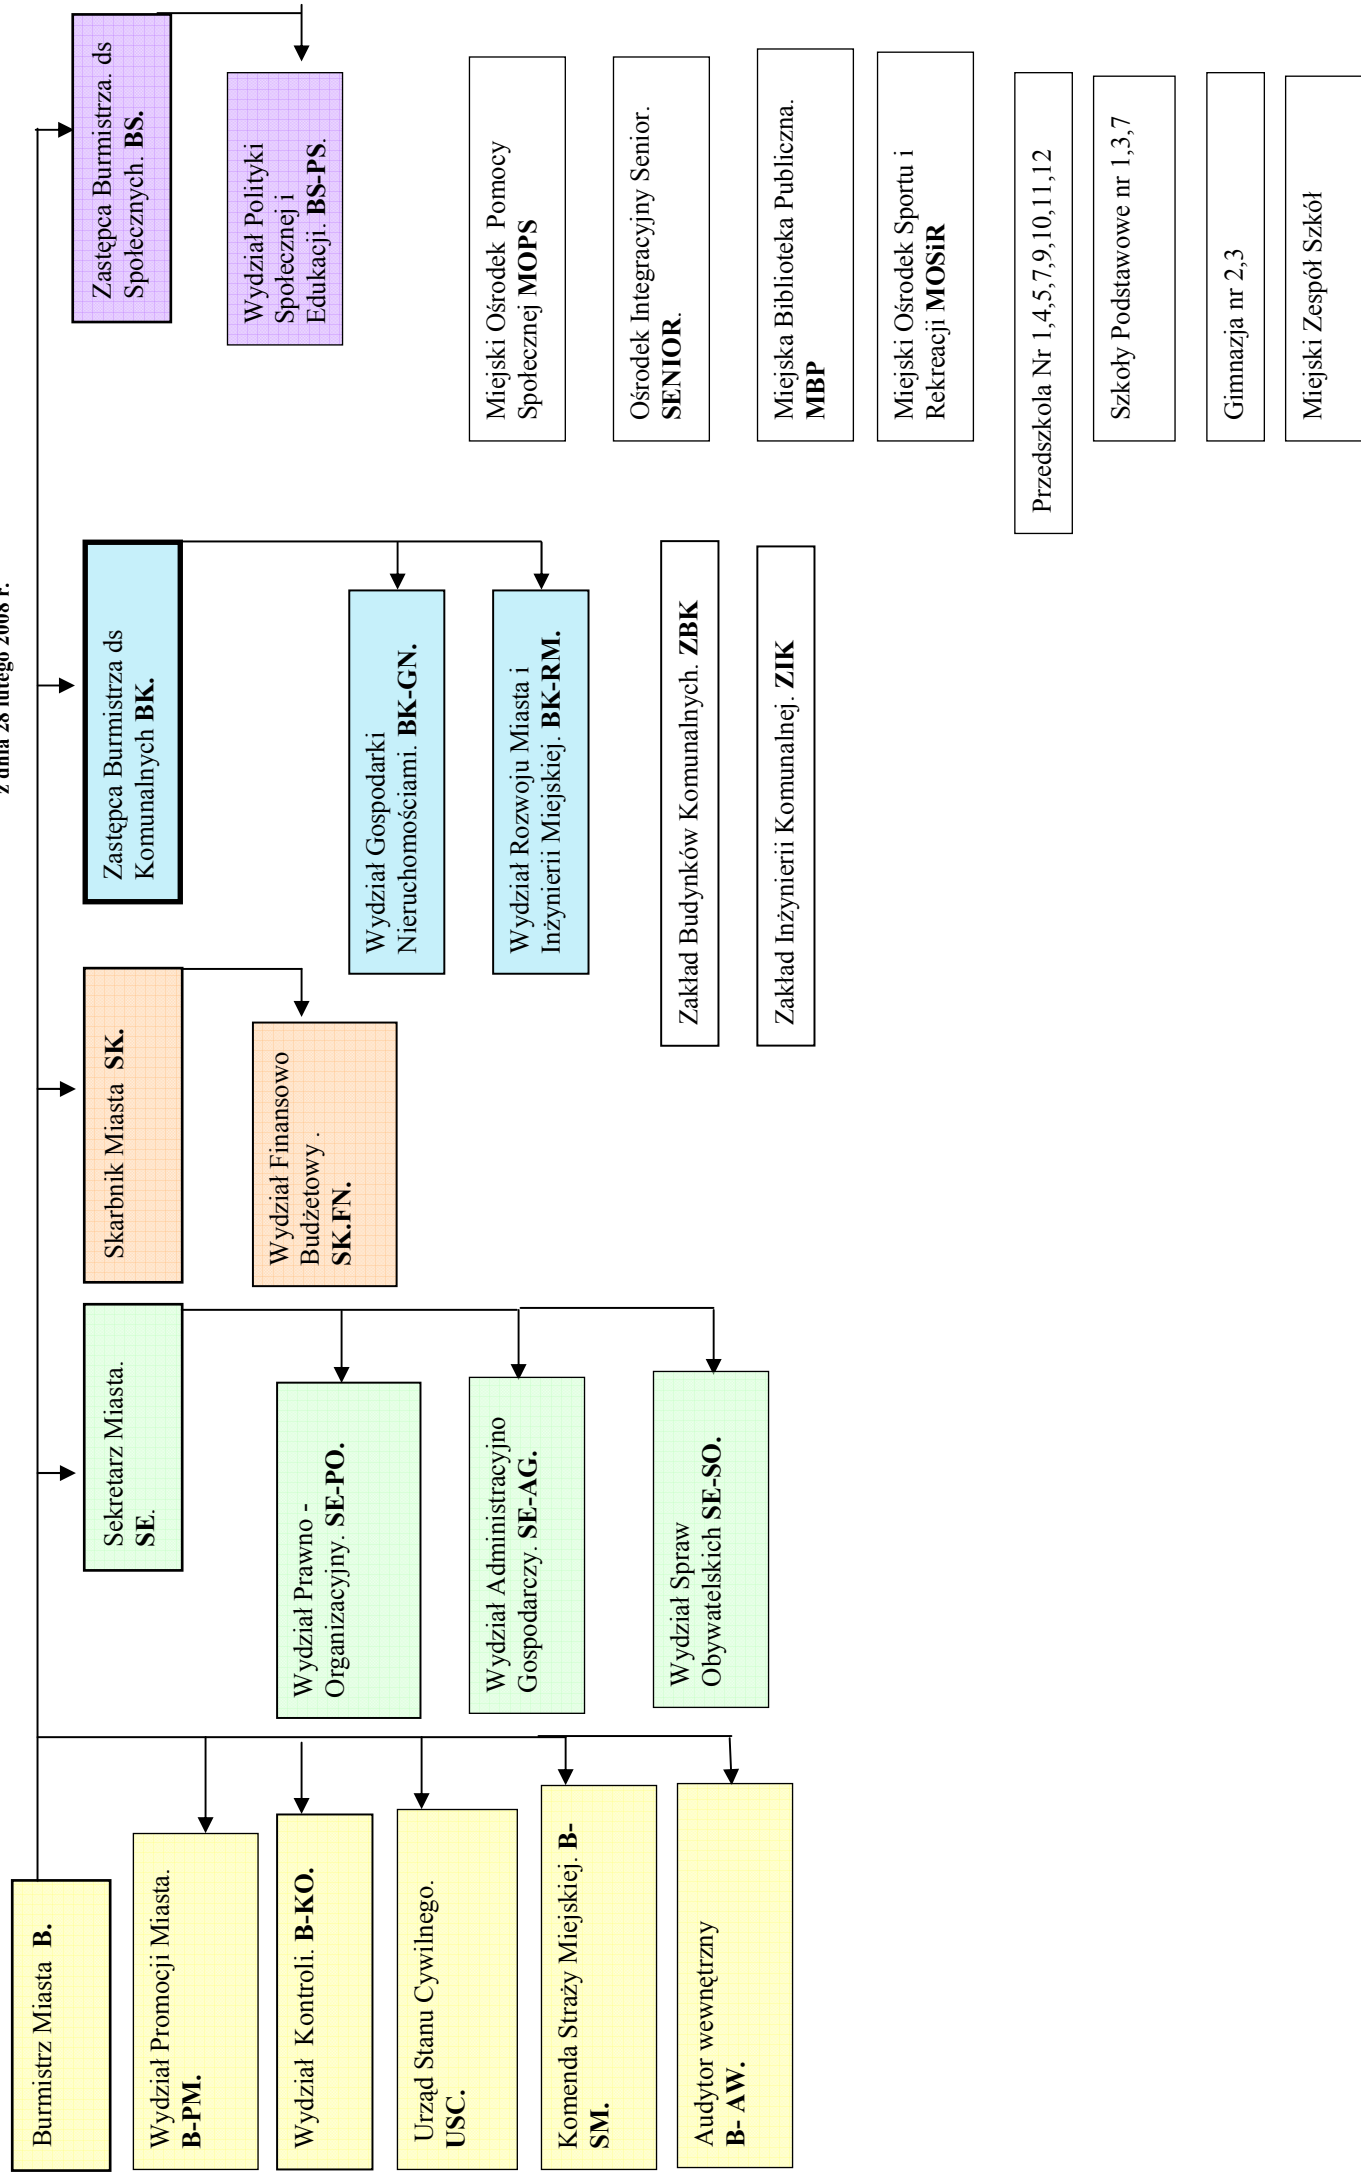 z dnia 28 lutego 2008 r.
Burmistrz Miasta B.
Wydział Promocji Miasta.
B-PM.
Wydział Kontroli. B-KO.
Urząd Stanu Cywilnego.
USC.
Komenda Straży Miejskiej. B-
SM.
Audytor wewnętrzny
B- AW.
Sekretarz Miasta.
SE.
Wydział Prawno -
Organizacyjny. SE-PO.
Wydział Administracyjno
Gospodarczy. SE-AG.
Wydział Spraw
Obywatelskich SE-SO.
Skarbnik Miasta SK.
Wydział Finansowo
Budżetowy .
SK.FN.
Zastępca Burmistrza ds
Komunalnych BK.
Wydział Gospodarki
Nieruchomościami. BK-GN.
Wydział Rozwoju Miasta i
Inżynierii Miejskiej. BK-RM.
Zakład Budynków Komunalnych. ZBK
Zakład Inżynierii Komunalnej. ZIK
Zastępca Burmistrza. ds
Społecznych. BS.
Wydział Polityki
Społecznej i
Edukacji. BS-PS.
Miejski Ośrodek Pomocy
Społecznej MOPS
Ośrodek Integracyjny Senior.
SENIOR.
Miejska Biblioteka Publiczna.
MBP
Miejski Ośrodek Sportu i
Rekreacji MOSiR
Przedszkola Nr 1,4,5,7,9,10,11,12
Szkoły Podstawowe nr 1,3,7
Gimnazja nr 2,3
Miejski Zespół Szkół